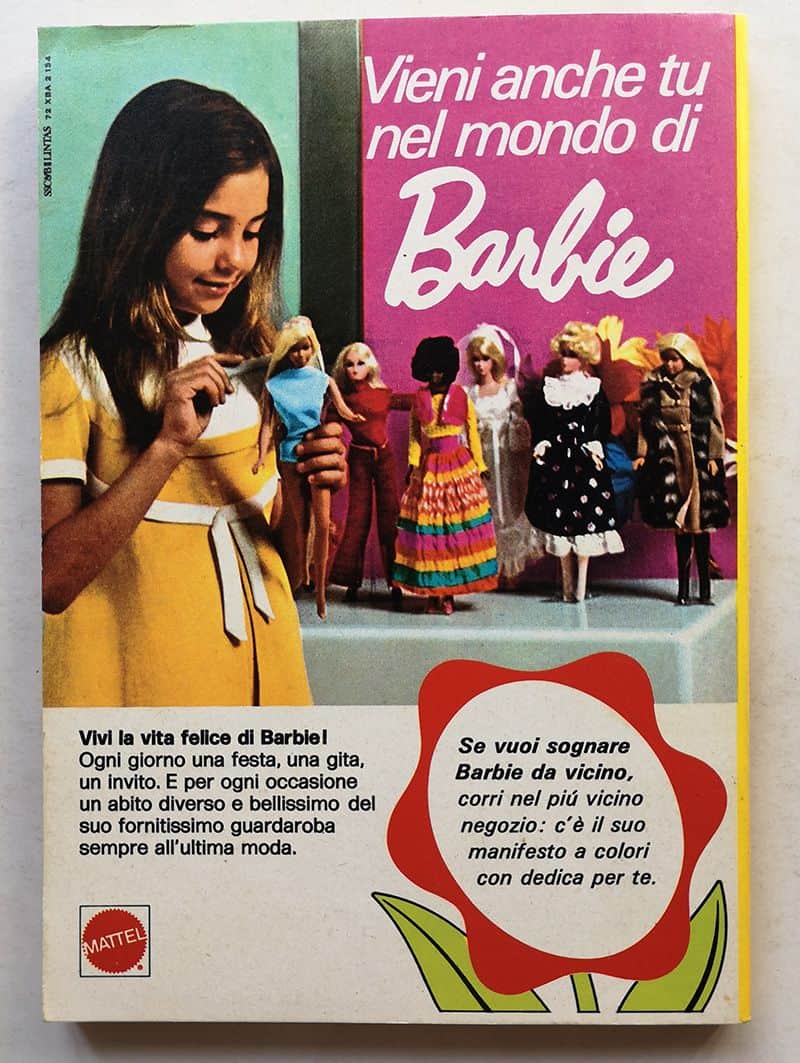 SSC&B LINTAS 72 XBA 2 154
Vieni anche tu
nel mondo di
Barbie
Vivi la vita felice di Barbie!
Ogni giorno una festa, una gita,
un invito. E per ogni occasione
un abito diverso e bellissimo del
suo fornitissimo guardaroba
sempre all'ultima moda.
Se vuoi sognare
Barbie da vicino,
corri nel piú vicino
negozio: c'è il suo
manifesto a colori
con dedica per te.
MATTEL